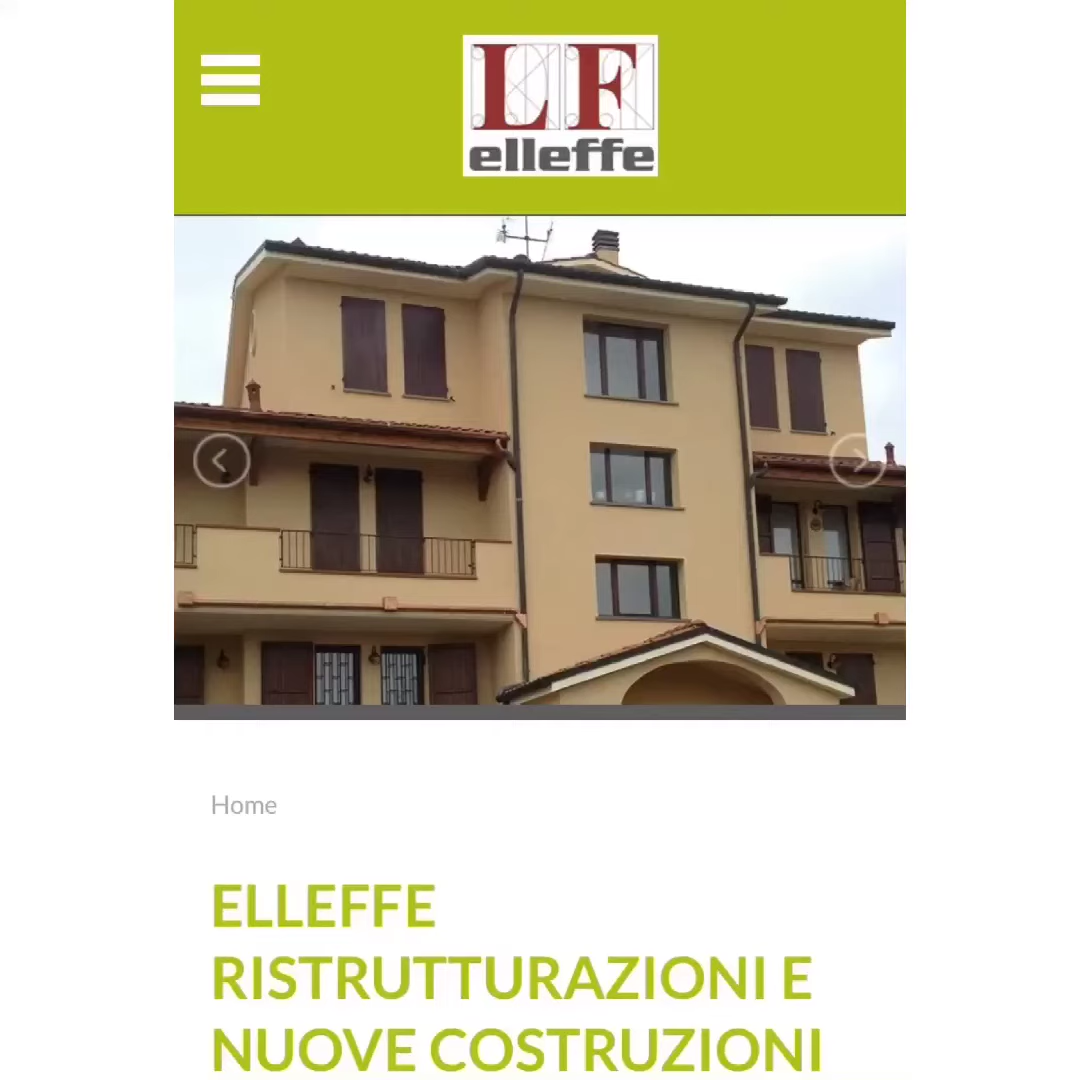 LF
elleffe
Home
ELLEFFE
RISTRUTTURAZIONI E
NUOVE COSTRUZIONI